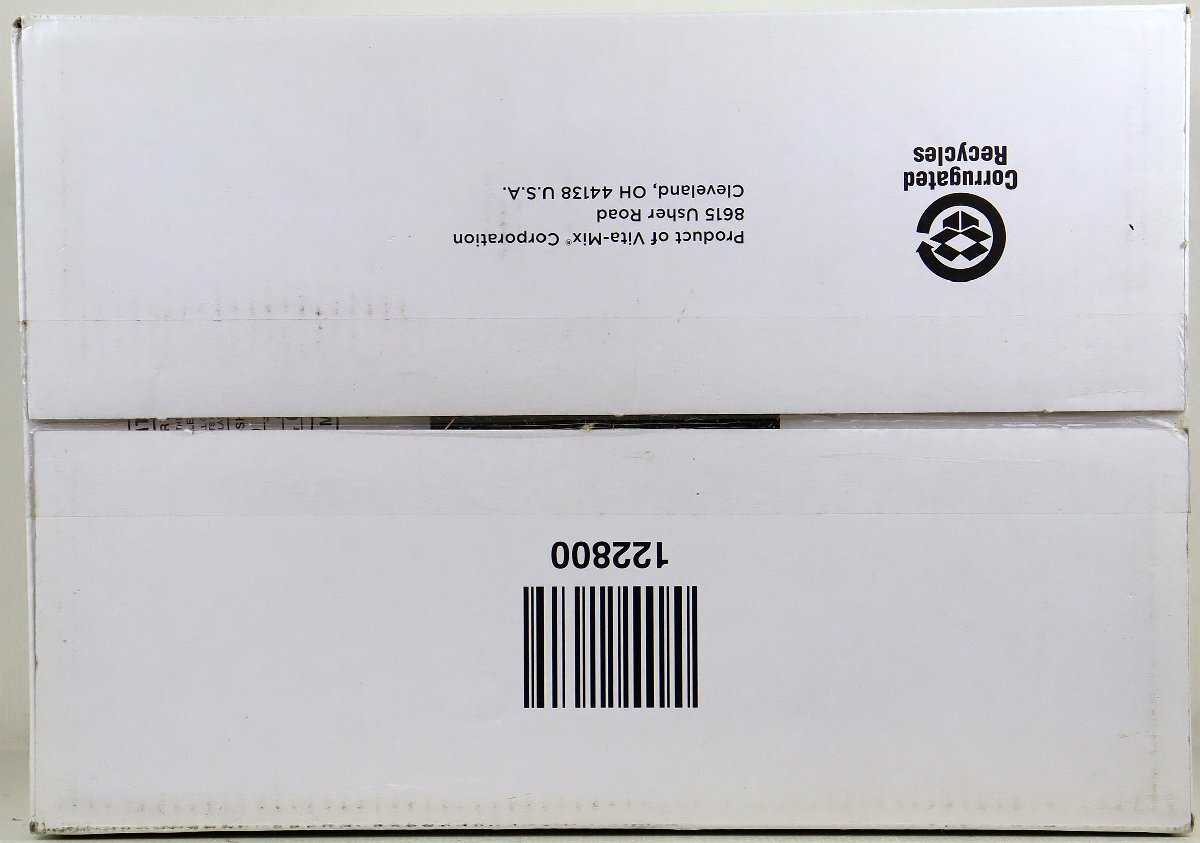 122800
Product of Vita-Mix® Corporation
8615 Usher Road
Cleveland, OH 44138 U.S.A.
Corrugated
Recycles